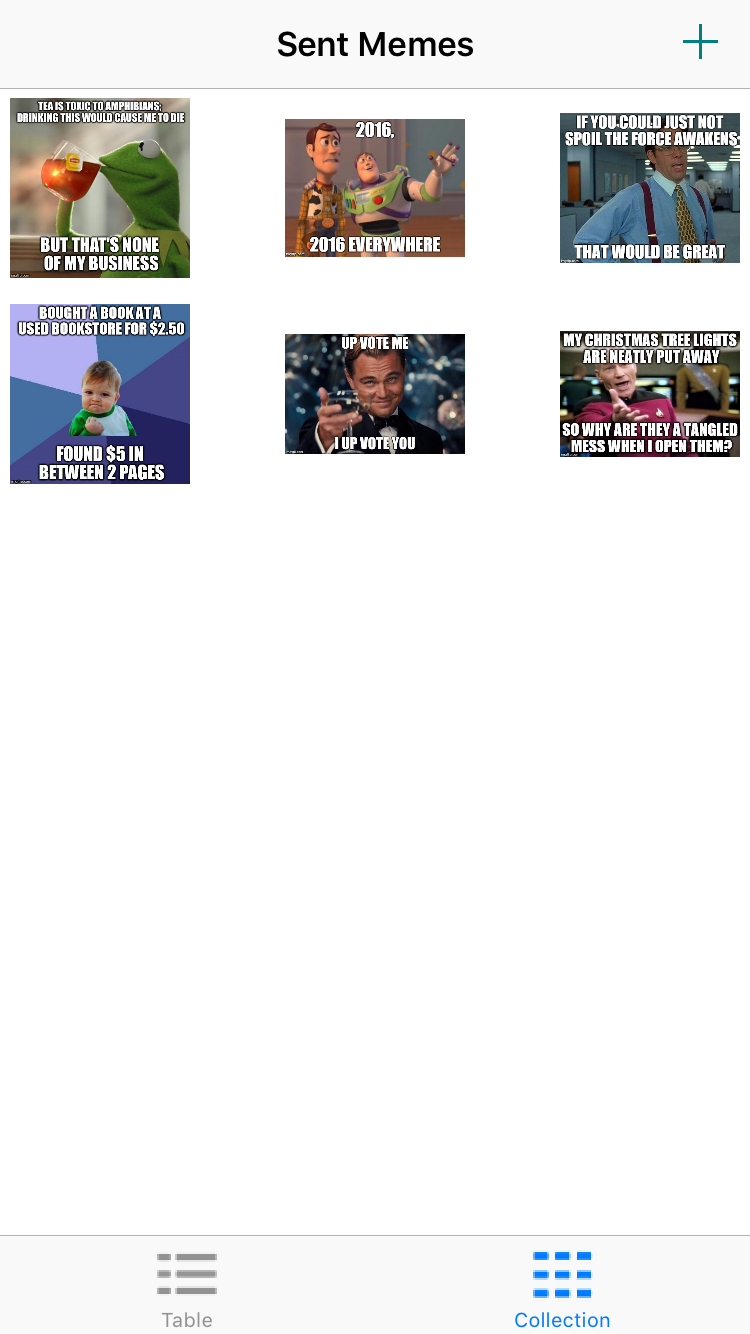 Sent Memes
TEA IS TOXIC TO AMPHIBIANS;
DRINKING THIS WOULD CAUSE ME TO DIE
BUT THAT'S NONE
OF MY BUSINESS
2016,
2016 EVERYWHERE
IF YOU COULD JUST NOT
SPOIL THE FORCE AWAKENS
THAT WOULD BE GREAT
BOUGHT A BOOK AT A
USED BOOKSTORE FOR $2.50
FOUND $5 IN
BETWEEN 2 PAGES
UP VOTE ME
I UP VOTE YOU
MY CHRISTMAS TREE LIGHTS
ARE NEATLY PUT AWAY
SO WHY ARE THEY A TANGLED
MESS WHEN I OPEN THEM?
Table
Collection